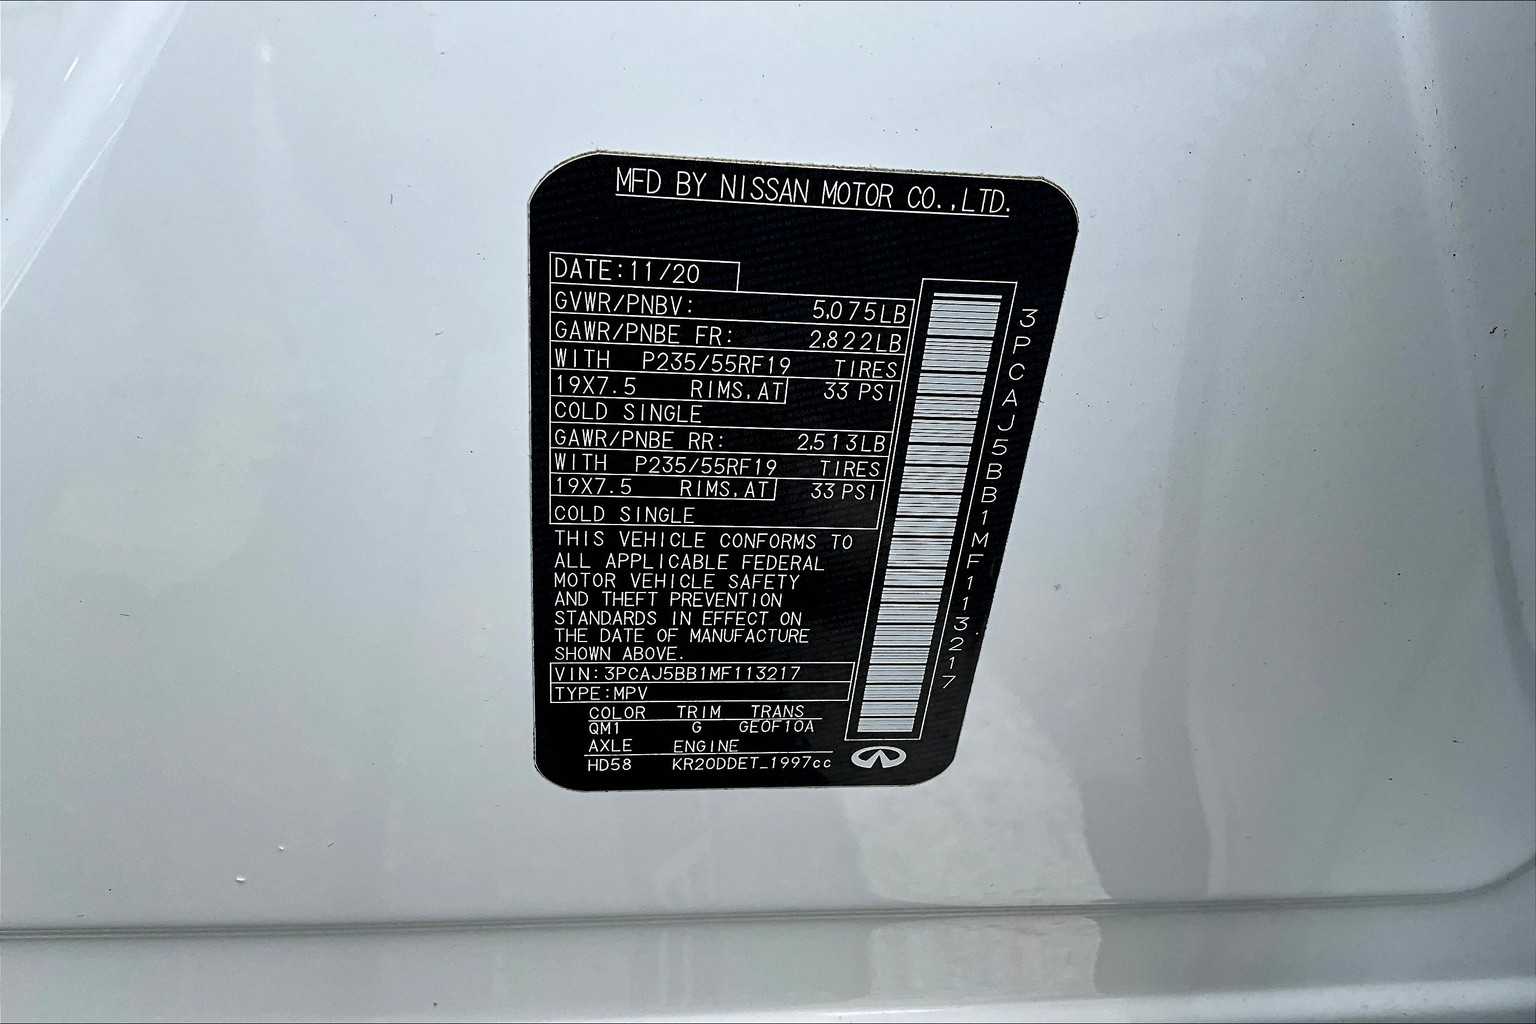 MFD BY NISSAN MOTOR CO.,LTD.
DATE:11/20
GVWR/PNBV: 5,075LB
GAWR/PNBE FR: 2,822LB
WITH P235/55RF19 TIRES
19X7.5 RIMS,AT 33 PSI
COLD SINGLE
GAWR/PNBE RR: 2,513LB
WITH P235/55RF19 TIRES
19X7.5 RIMS,AT 33 PSI
COLD SINGLE
THIS VEHICLE CONFORMS TO
ALL APPLICABLE FEDERAL
MOTOR VEHICLE SAFETY
AND THEFT PREVENTION
STANDARDS IN EFFECT ON
THE DATE OF MANUFACTURE
SHOWN ABOVE.
VIN:3PCAJ5BB1MF113217
TYPE:MPV
COLOR TRIM TRANS
QM1 G GE0F10A
AXLE ENGINE
HD58 KR20DDET_1997cc
3PCAJ5BB1MF113217